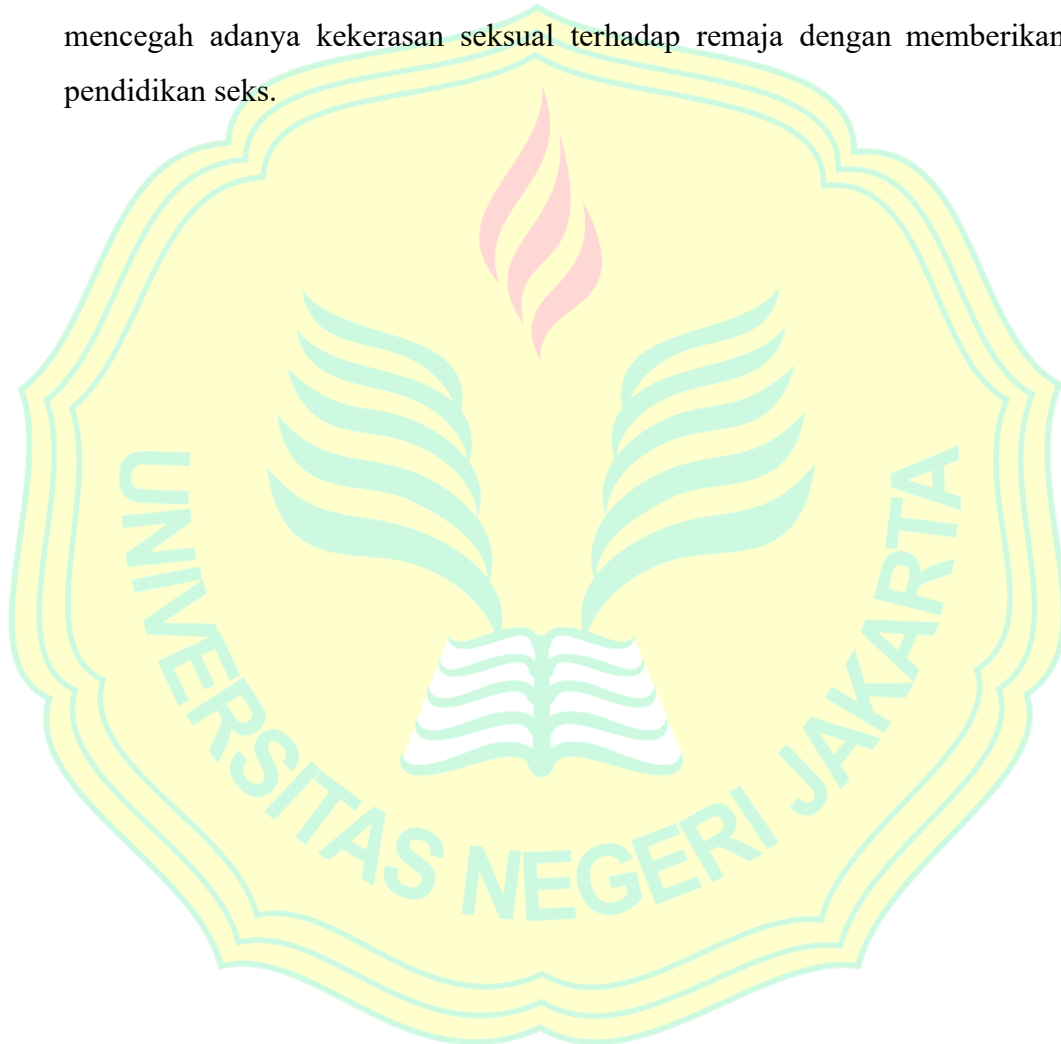 mencegah adanya kekerasan seksual terhadap remaja dengan memberikan
pendidikan seks.
UNIVERSITAS NEGERI JAKARTA